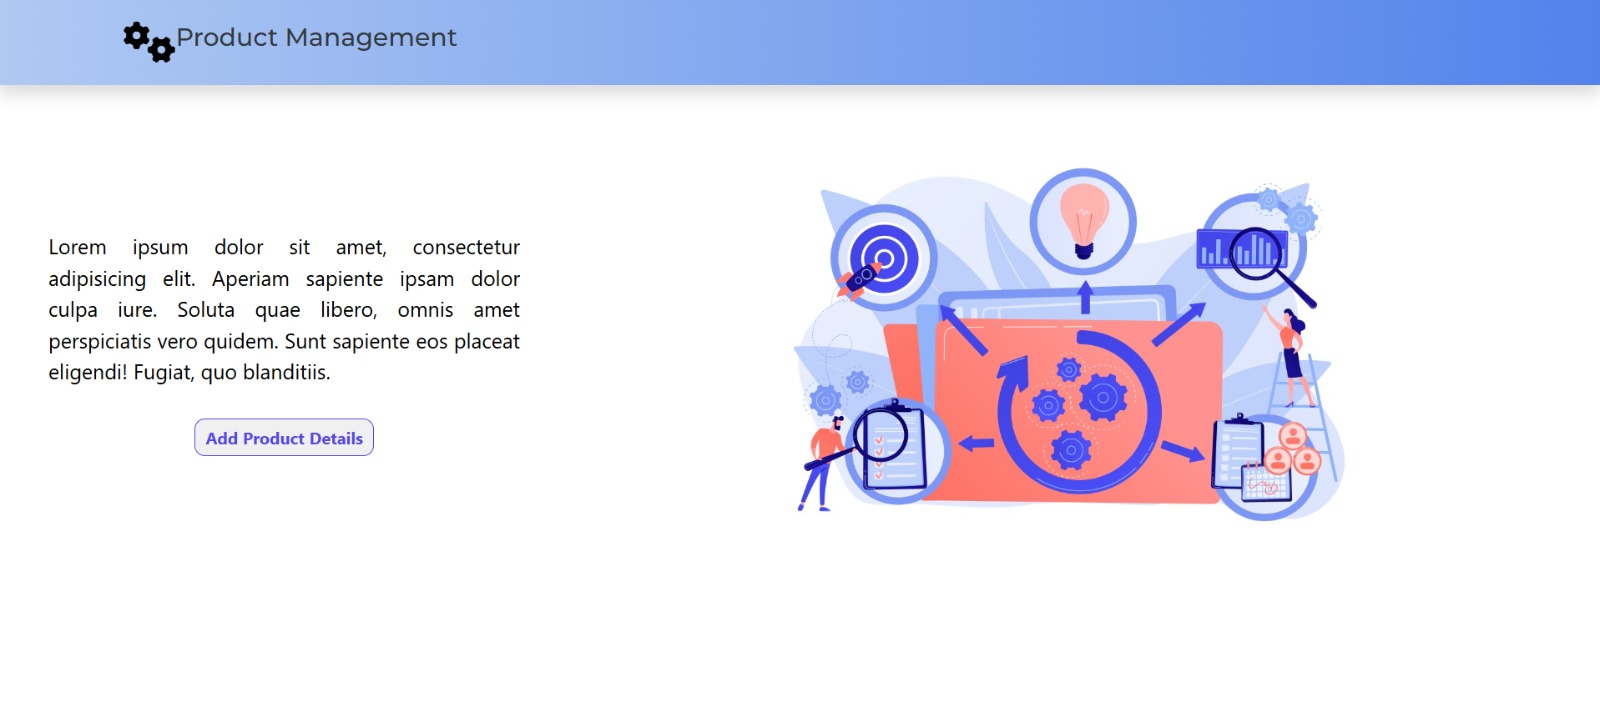 Product Management
Lorem ipsum dolor sit amet, consectetur
adipisicing elit. Aperiam sapiente ipsam dolor
culpa iure. Soluta quae libero, omnis amet
perspiciatis vero quidem. Sunt sapiente eos placeat
eligendi! Fugiat, quo blanditiis.
Add Product Details